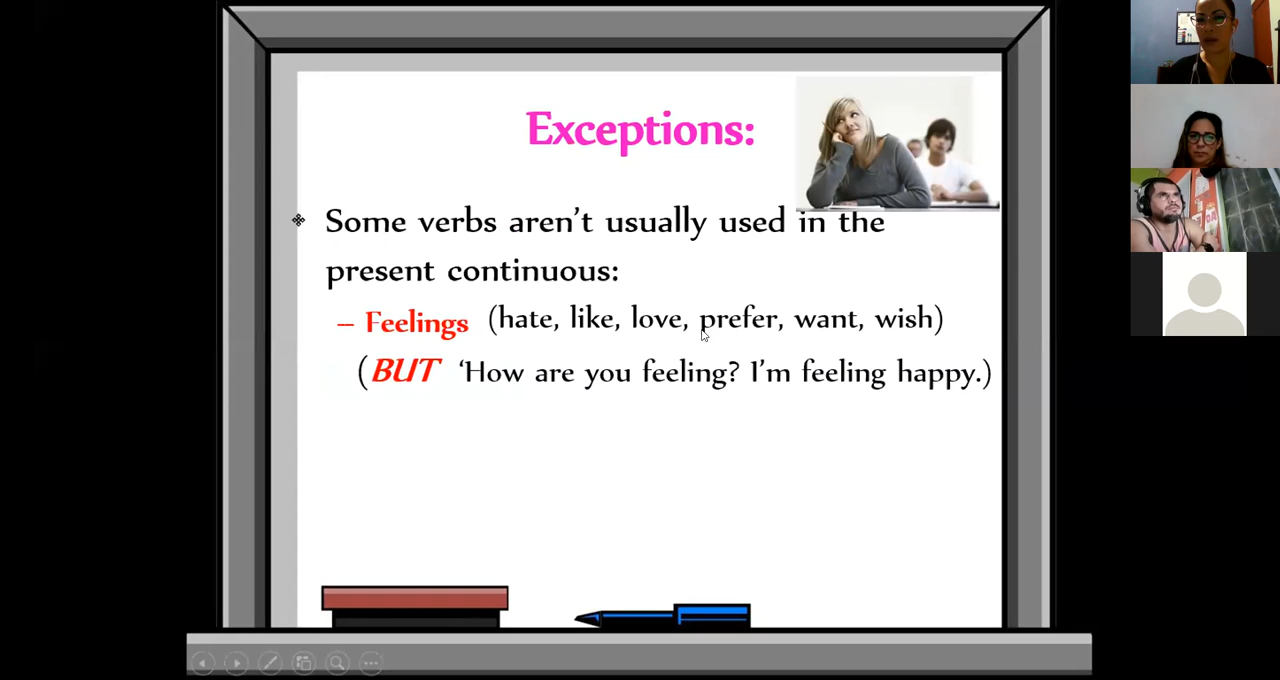 Exceptions:
Some verbs aren't usually used in the
present continuous:
– Feelings (hate, like, love, prefer, want, wish)
(BUT 'How are you feeling? I'm feeling happy.)